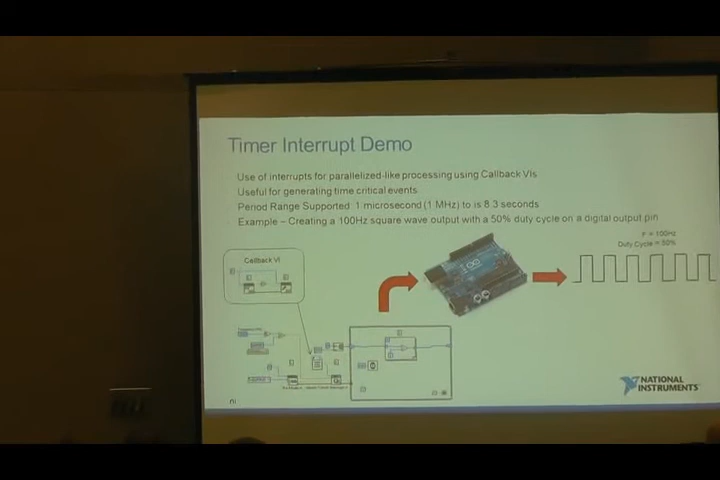 Timer Interrupt Demo
Use of interrupts for parallelized-like processing using Callback VIs
Useful for generating time critical events
Period Range Supported 1 microsecond (1 MHz) to is 8.3 seconds
Example – Creating a 100Hz square wave output with a 50% duty cycle on a digital output pin
F = 100Hz
Duty Cycle = 50%
Callback VI
NATIONAL
INSTRUMENTS